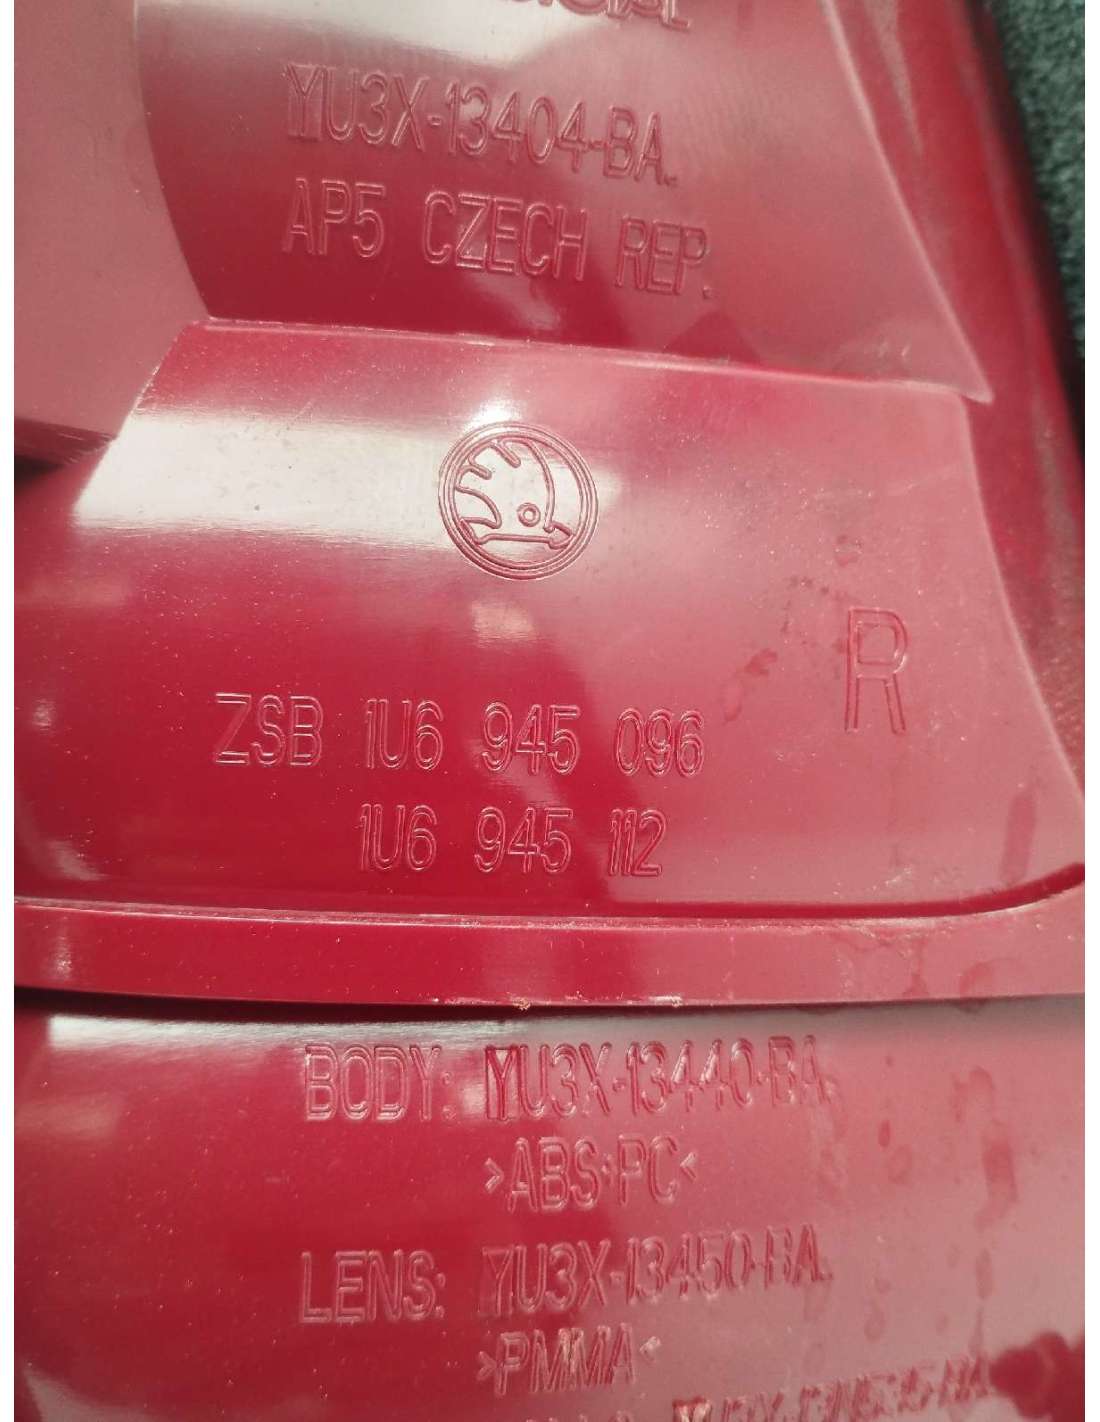 YU3X-13404-BA.
AP5 CZECH REP.
R
ZSB 1U6 945 096
1U6 945 112
BODY: YU3X-13440-BA.
>ABS+PC<
LENS: YU3X-13450-BA.
>PMMA<